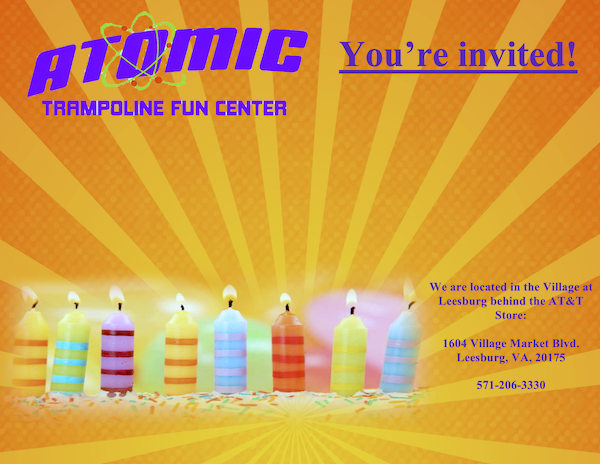 ATOMIC
TRAMPOLINE FUN CENTER
You’re invited!
We are located in the Village at
Leesburg behind the AT&T
Store:
1604 Village Market Blvd.
Leesburg, VA, 20175
571-206-3330